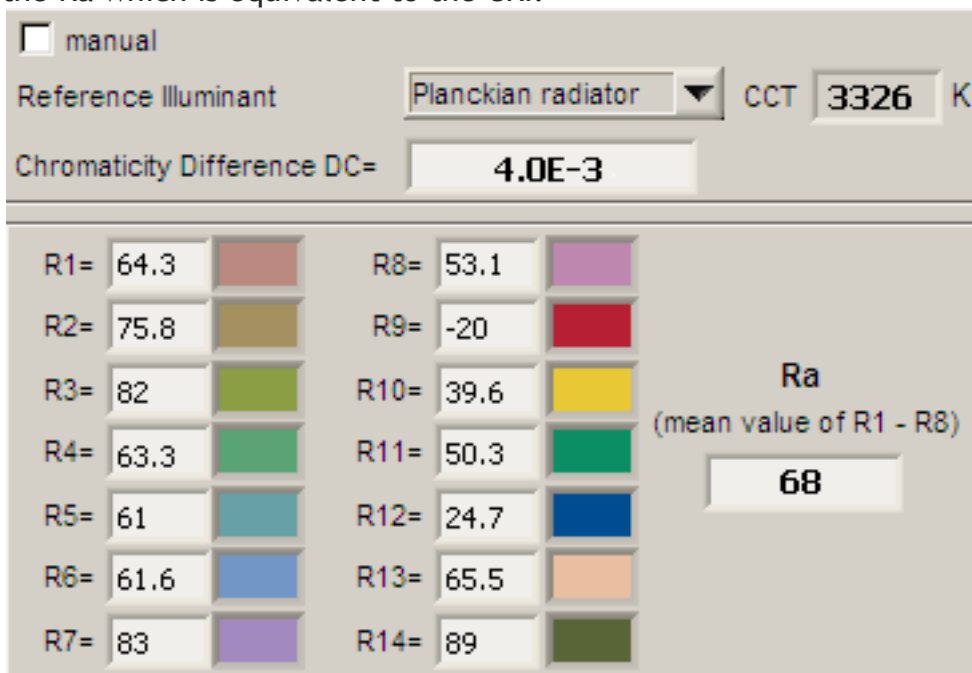 the Ra which is equivalent to the CRI.
manual
Reference Illuminant Planckian radiator CCT 3326 K
Chromaticity Difference DC= 4.0E-3
R1= 64.3 R8= 53.1
R2= 75.8 R9= -20
R3= 82 R10= 39.6
R4= 63.3 R11= 50.3
R5= 61 R12= 24.7
R6= 61.6 R13= 65.5
R7= 83 R14= 89
Ra
(mean value of R1 - R8)
68